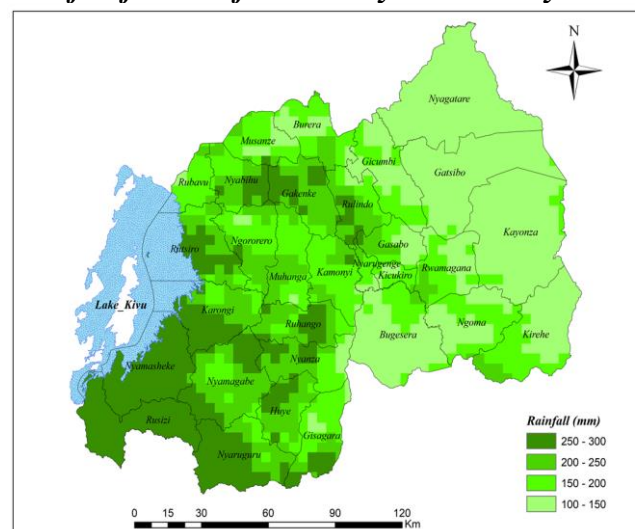 N
Nyagatare
Burera
Musanze
Gicumbi
Gatsibo
Rubavu
Nyabihu
Gakenke
Rulindo
Kayonza
Rutsiro
Ngororero
Gasabo
Nyarugenge
Rwamagana
Kicukiro
Muhanga
Kamonyi
Lake_Kivu
Karongi
Ruhango
Bugesera
Ngoma
Kirehe
Nyamasheke
Nyanza
Nyamagabe
Huye
Rusizi
Gisagara
Nyaruguru
Rainfall (mm)
250 - 300
200 - 250
150 - 200
100 - 150
0 15 30 60 90 120
Km